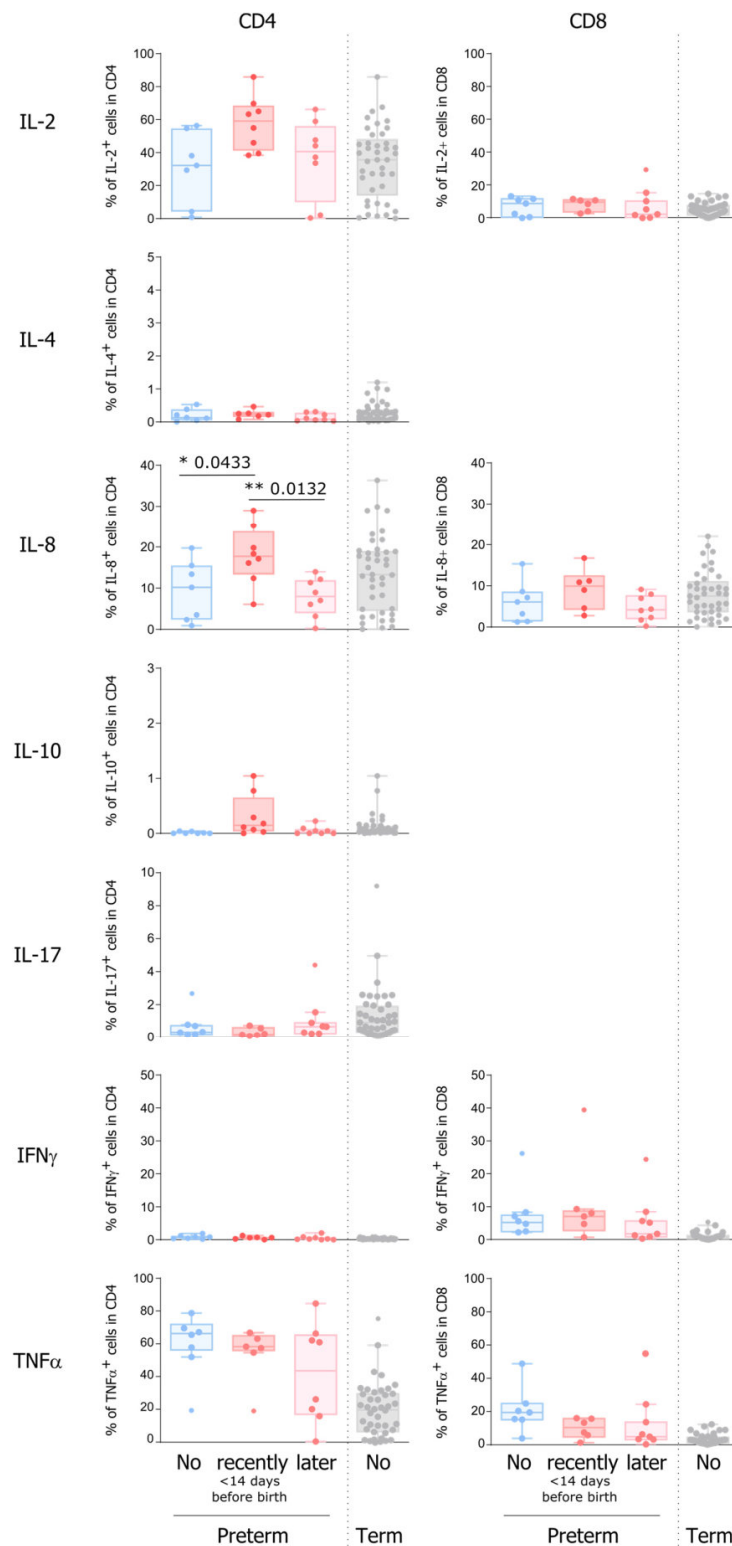 CD4
CD8
IL-2
% of IL-2⁺ cells in CD4
100
80
60
40
20
0
% of IL-2+ cells in CD8
100
80
60
40
20
0
IL-4
% of IL-4⁺ cells in CD4
5
4
3
2
1
0
IL-8
% of IL-8⁺ cells in CD4
40
30
20
10
0
* 0.0433
** 0.0132
% of IL-8+ cells in CD8
40
30
20
10
0
IL-10
% of IL-10⁺ cells in CD4
3
2
1
0
IL-17
% of IL-17⁺ cells in CD4
10
8
6
4
2
0
IFNγ
% of IFNγ⁺ cells in CD4
50
40
30
20
10
0
% of IFNγ⁺ cells in CD8
50
40
30
20
10
0
TNFα
% of TNFα⁺ cells in CD4
100
80
60
40
20
0
% of TNFα⁺ cells in CD8
100
80
60
40
20
0
No recently later No
<14 days
before birth
Preterm Term
No recently later No
<14 days
before birth
Preterm Term